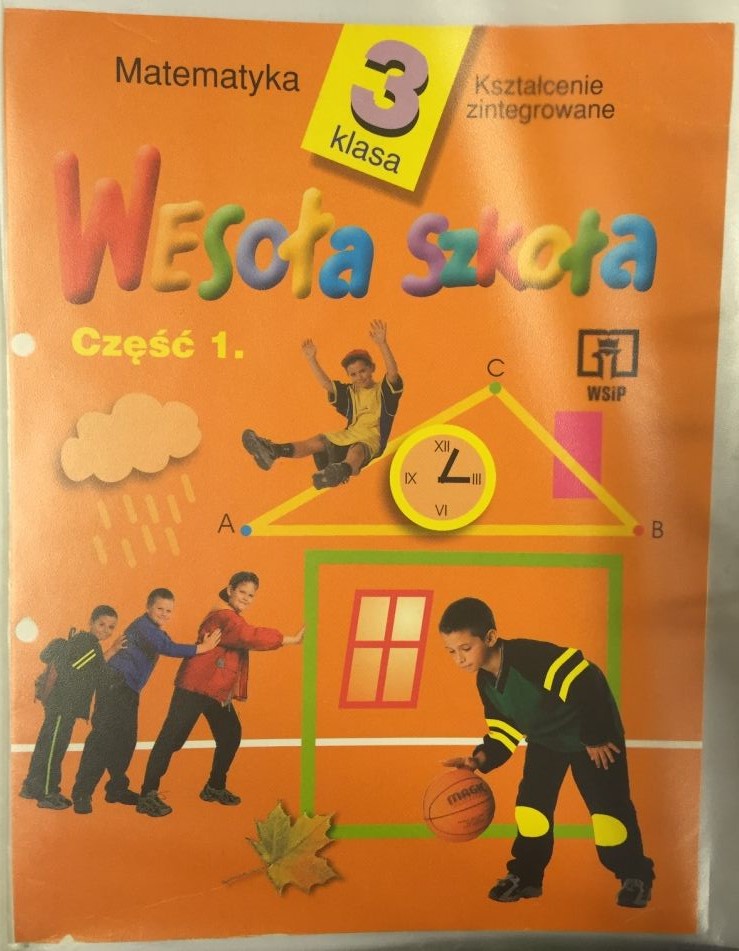 Matematyka
3
klasa
Kształcenie
zintegrowane
Wesoła szkoła
Część 1.
WSiP
C
XII
IX
III
VI
A
B
MAGIC